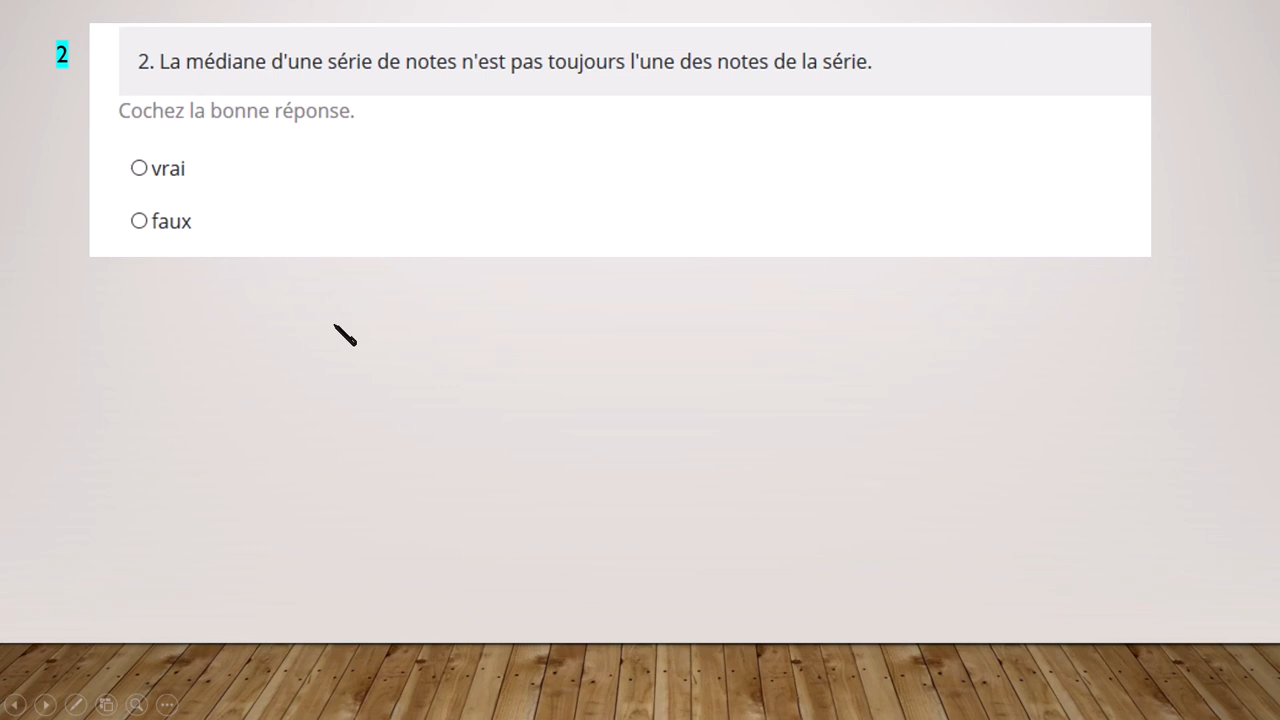 2
2. La médiane d'une série de notes n'est pas toujours l'une des notes de la série.
Cochez la bonne réponse.
vrai
faux